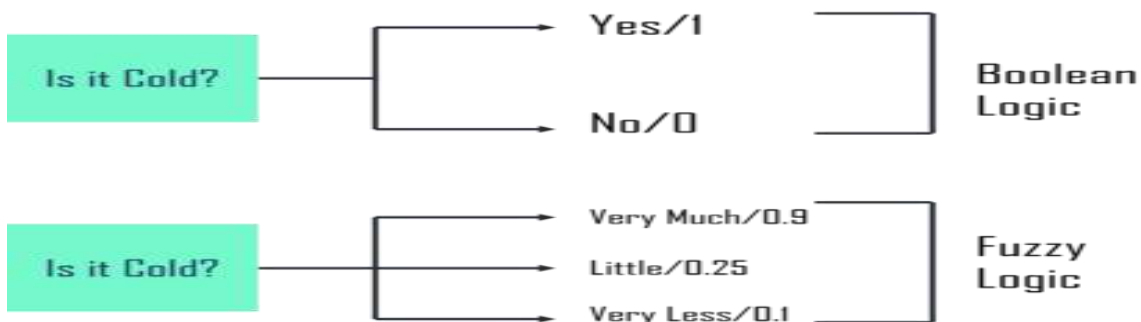 Is it Cold?
Yes/1
No/0
Boolean
Logic
Is it Cold?
Very Much/0.9
Little/0.25
Very Less/0.1
Fuzzy
Logic